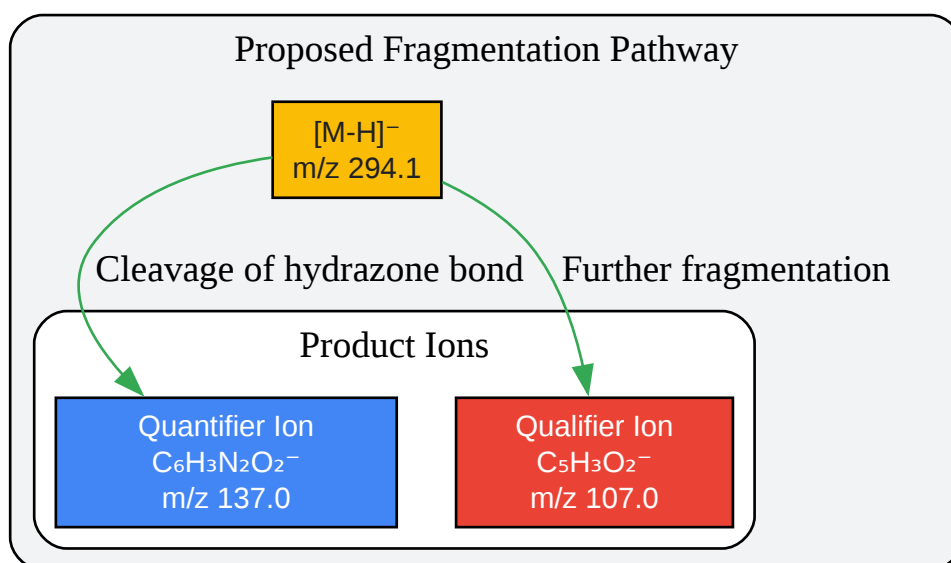 Proposed Fragmentation Pathway
[M-H]⁻
m/z 294.1
Cleavage of hydrazone bond
Further fragmentation
Product Ions
Quantifier Ion
C₆H₃N₂O₂⁻
m/z 137.0
Qualifier Ion
C₅H₃O₂⁻
m/z 107.0